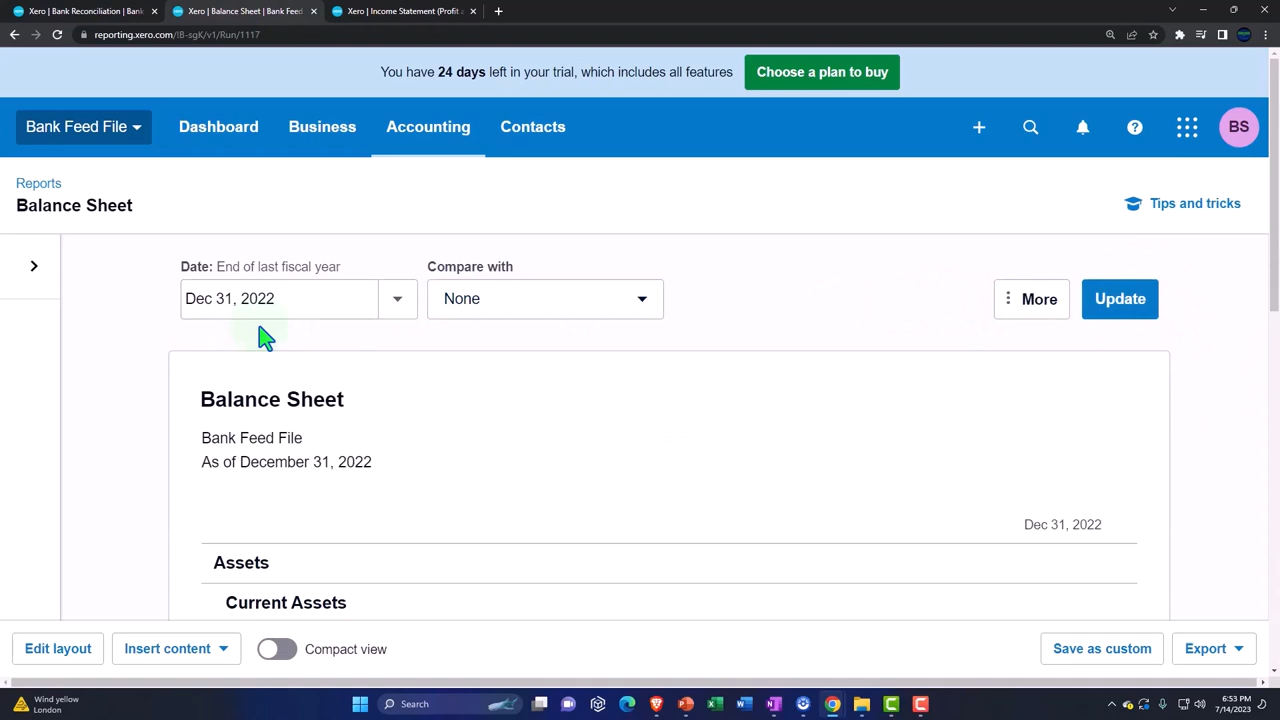 Xero | Bank Reconciliation | Bank
Xero | Balance Sheet | Bank Feed
Xero | Income Statement (Profit a
reporting.xero.com/!B-sgK/v1/Run/1117
You have 24 days left in your trial, which includes all features
Choose a plan to buy
Bank Feed File
Dashboard
Business
Accounting
Contacts
BS
Reports
Balance Sheet
Tips and tricks
Date: End of last fiscal year
Compare with
Dec 31, 2022
None
More
Update
Balance Sheet
Bank Feed File
As of December 31, 2022
Dec 31, 2022
Assets
Current Assets
Edit layout
Insert content
Compact view
Save as custom
Export
Wind yellow
London
Search
6:53 PM
7/14/2023